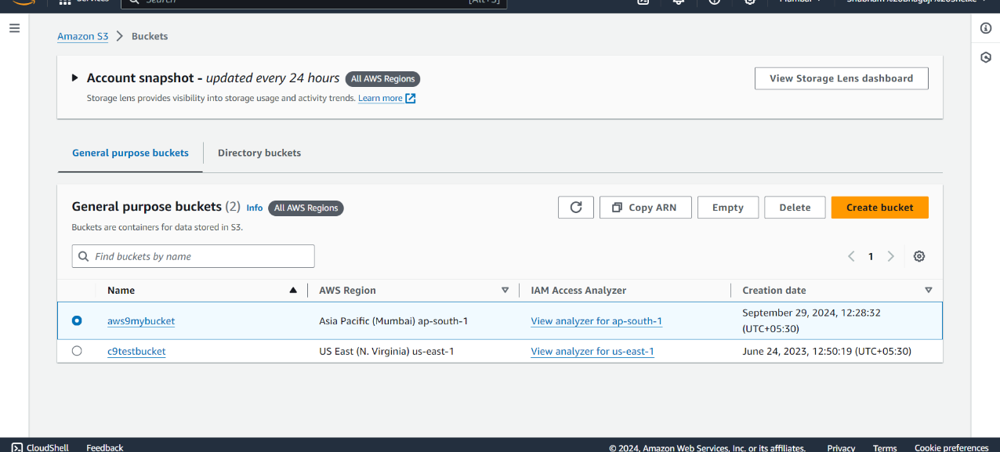 Services
Search
[Alt+S]
Mumbai
Amazon S3 > Buckets
Account snapshot - updated every 24 hours All AWS Regions
View Storage Lens dashboard
Storage lens provides visibility into storage usage and activity trends. Learn more
General purpose buckets
Directory buckets
General purpose buckets (2) Info All AWS Regions
Copy ARN
Empty
Delete
Create bucket
Buckets are containers for data stored in S3.
Find buckets by name
1
Name AWS Region IAM Access Analyzer Creation date
aws9mybucket Asia Pacific (Mumbai) ap-south-1 View analyzer for ap-south-1 September 29, 2024, 12:28:32
(UTC+05:30)
c9testbucket US East (N. Virginia) us-east-1 View analyzer for us-east-1 June 24, 2023, 12:50:19 (UTC+05:30)
CloudShell Feedback © 2024, Amazon Web Services, Inc. or its affiliates. Privacy Terms Cookie preferences